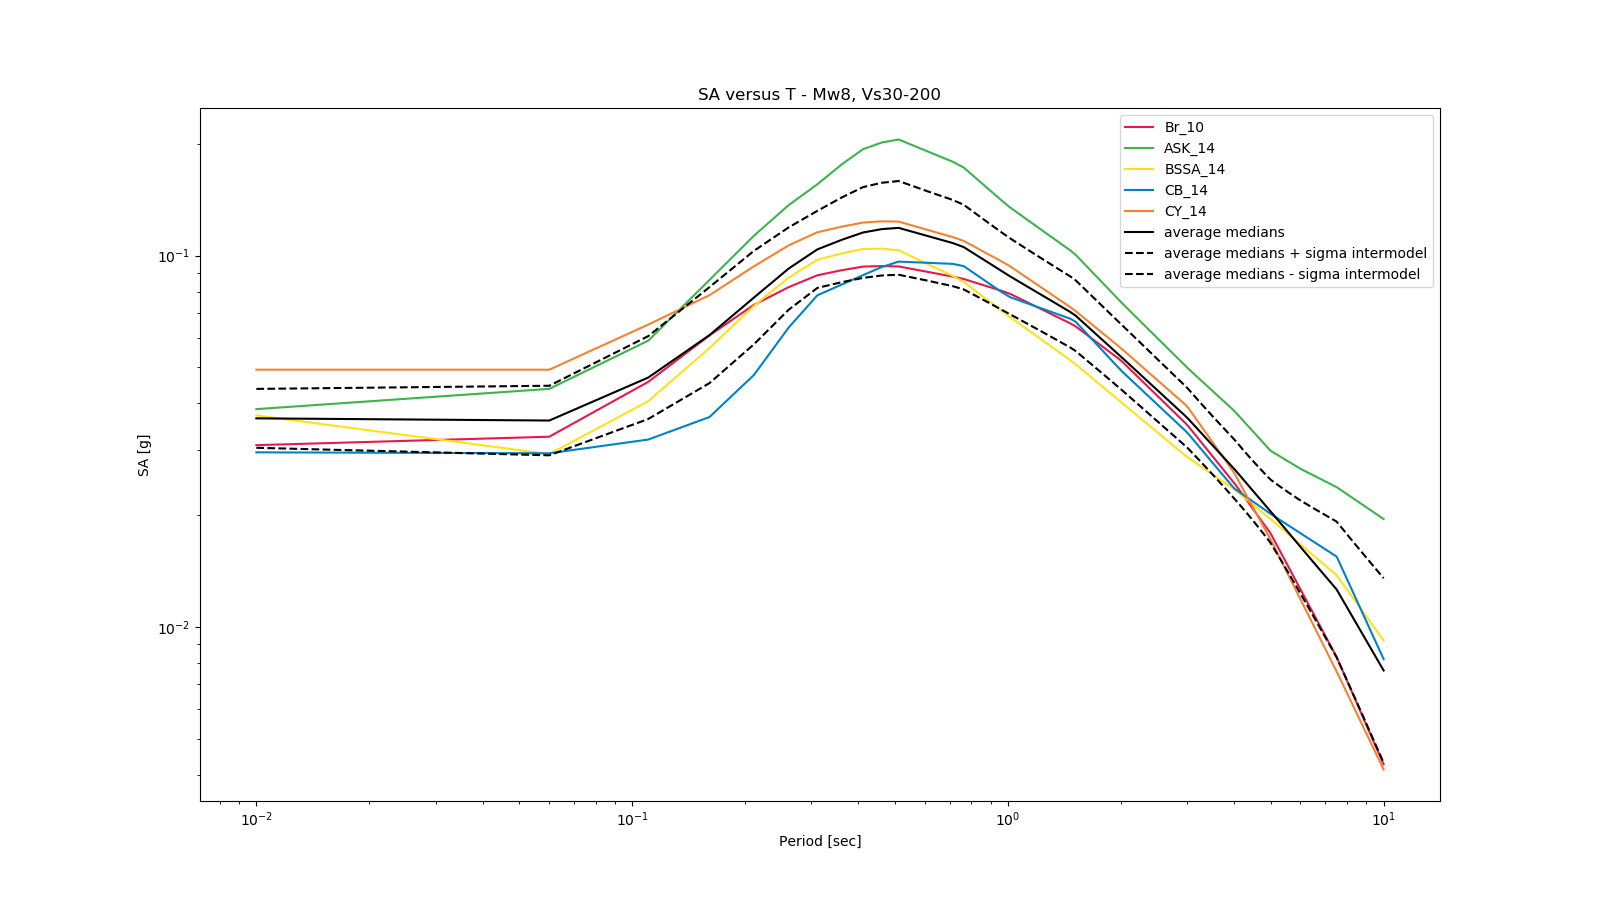 SA versus T - Mw8, Vs30-200
Br_10
ASK_14
BSSA_14
CB_14
CY_14
average medians
average medians + sigma intermodel
average medians - sigma intermodel
SA [g]
10⁻¹
10⁻²
10⁻²
10⁻¹
10⁰
10¹
Period [sec]